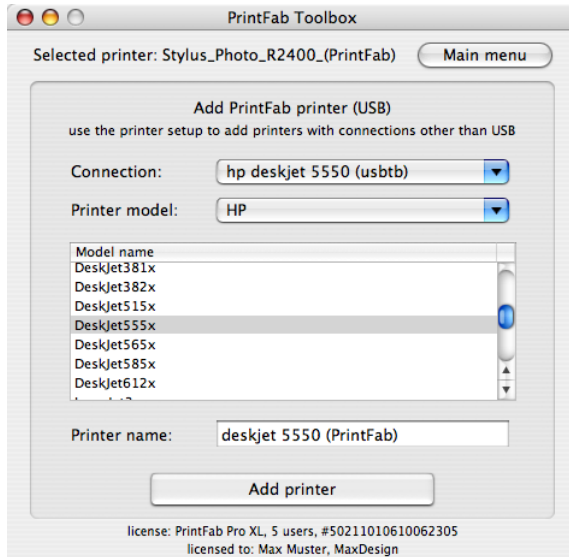 PrintFab Toolbox
Selected printer: Stylus_Photo_R2400_(PrintFab)
Main menu
Add PrintFab printer (USB)
use the printer setup to add printers with connections other than USB
Connection:
hp deskjet 5550 (usbtb)
Printer model:
HP
Model name
DeskJet381x
DeskJet382x
DeskJet515x
DeskJet555x
DeskJet565x
DeskJet585x
DeskJet612x
Printer name:
deskjet 5550 (PrintFab)
Add printer
license: PrintFab Pro XL, 5 users, #50211010610062305
licensed to: Max Muster, MaxDesign